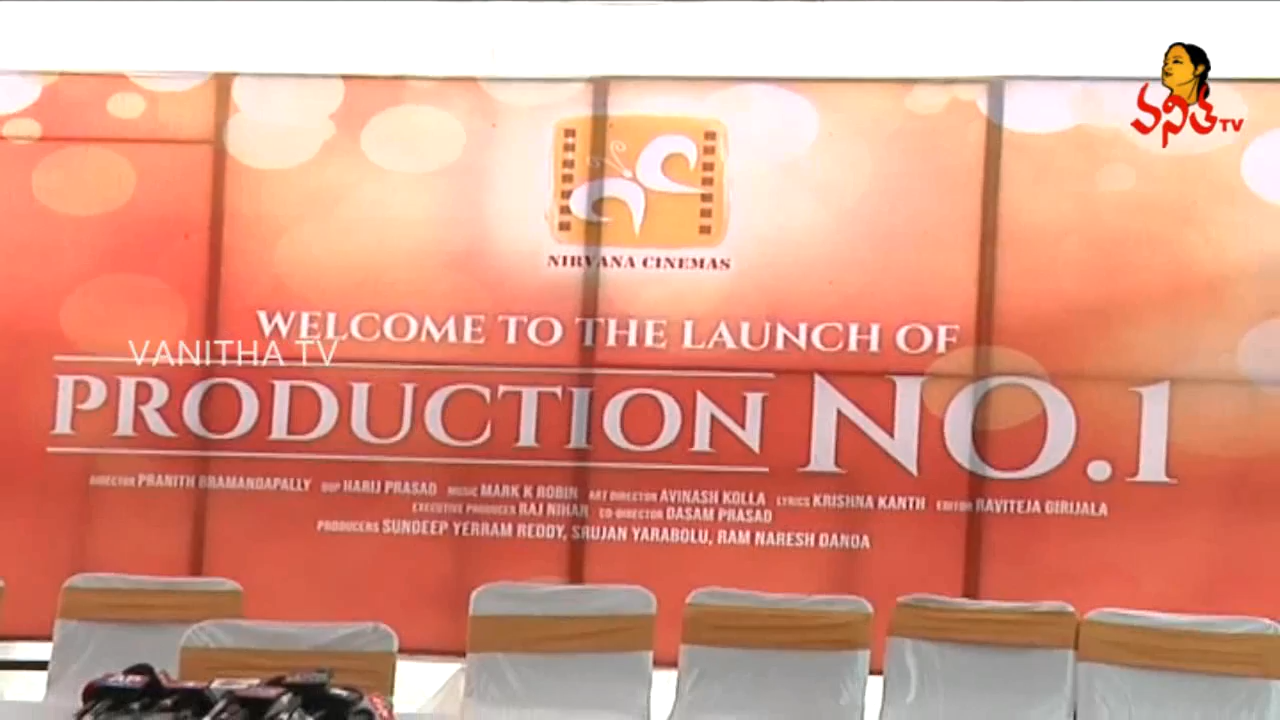 వనిత TV
NIRVANA CINEMAS
WELCOME TO THE LAUNCH OF
VANITHA TV
PRODUCTION NO.1
DIRECTOR PRANITH BRAMANDAPALLY DOP HARIJ PRASAD MUSIC MARK K ROBIN ART DIRECTOR AVINASH KOLLA LYRICS KRISHNA KANTH EDITOR RAVITEJA GIRIJALA
EXECUTIVE PRODUCER RAJ NIHAR CO-DIRECTOR DASAM PRASAD
PRODUCERS SUNDEEP YERRAM REDDY, SRUJAN YARABOLU, RAM NARESH DANDA